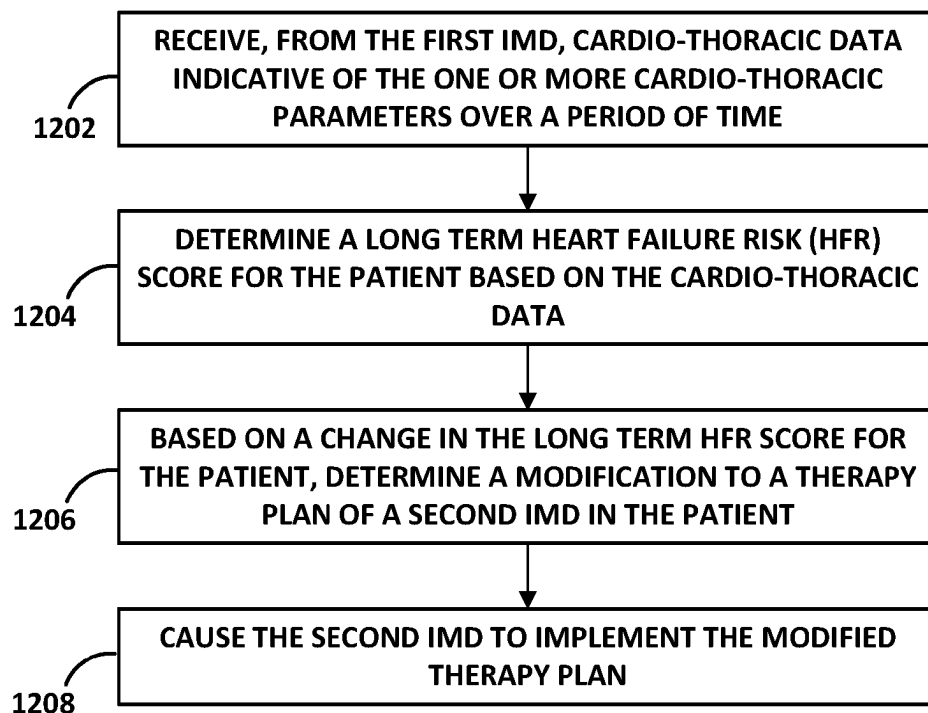 RECEIVE, FROM THE FIRST IMD, CARDIO-THORACIC DATA
INDICATIVE OF THE ONE OR MORE CARDIO-THORACIC
PARAMETERS OVER A PERIOD OF TIME
1202
DETERMINE A LONG TERM HEART FAILURE RISK (HFR)
SCORE FOR THE PATIENT BASED ON THE CARDIO-THORACIC
DATA
1204
BASED ON A CHANGE IN THE LONG TERM HFR SCORE FOR
THE PATIENT, DETERMINE A MODIFICATION TO A THERAPY
PLAN OF A SECOND IMD IN THE PATIENT
1206
CAUSE THE SECOND IMD TO IMPLEMENT THE MODIFIED
THERAPY PLAN
1208